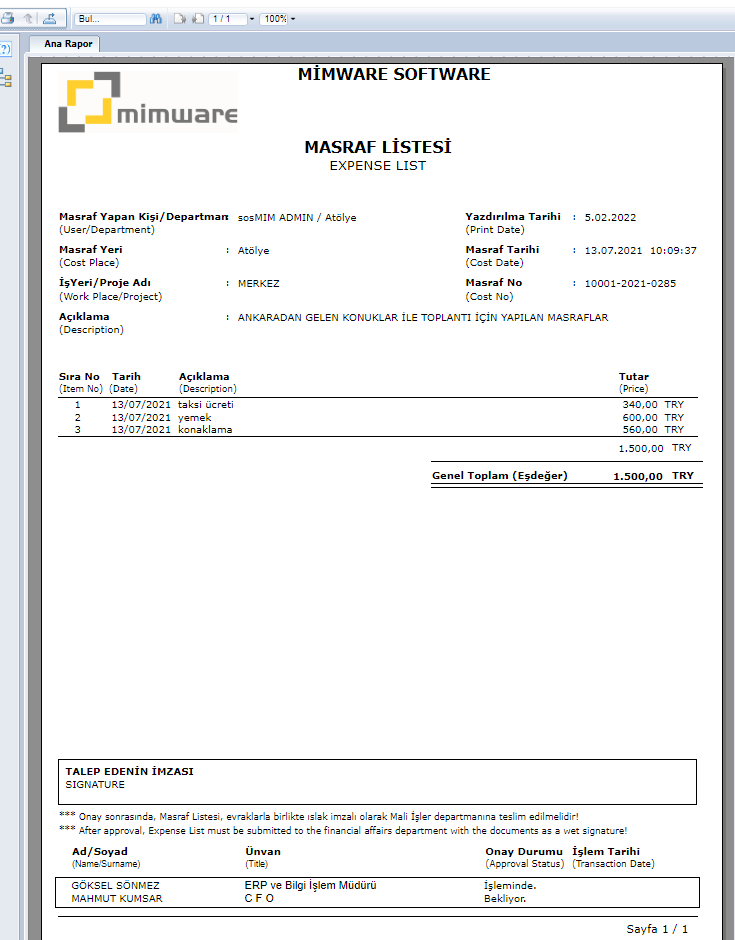 Bul...
1 / 1
100%
Ana Rapor
mimware
MİMWARE SOFTWARE
MASRAF LİSTESİ
EXPENSE LIST
Masraf Yapan Kişi/Departman : sosMIM ADMIN / Atölye
(User/Department)
Yazdırılma Tarihi : 5.02.2022
(Print Date)
Masraf Yeri : Atölye
(Cost Place)
Masraf Tarihi : 13.07.2021 10:09:37
(Cost Date)
İşYeri/Proje Adı : MERKEZ
(Work Place/Project)
Masraf No : 10001-2021-0285
(Cost No)
Açıklama : ANKARADAN GELEN KONUKLAR İLE TOPLANTI İÇİN YAPILAN MASRAFLAR
(Description)
Sıra No Tarih Açıklama Tutar
(Item No) (Date) (Description) (Price)
1 13/07/2021 taksi ücreti 340,00 TRY
2 13/07/2021 yemek 600,00 TRY
3 13/07/2021 konaklama 560,00 TRY
1.500,00 TRY
Genel Toplam (Eşdeğer) 1.500,00 TRY
TALEP EDENİN İMZASI
SIGNATURE
*** Onay sonrasında, Masraf Listesi, evraklarla birlikte ıslak imzalı olarak Mali İşler departmanına teslim edilmelidir!
*** After approval, Expense List must be submitted to the financial affairs department with the documents as a wet signature!
Ad/Soyad Ünvan Onay Durumu İşlem Tarihi
(Name/Surname) (Title) (Approval Status) (Transaction Date)
GÖKSEL SÖNMEZ ERP ve Bilgi İşlem Müdürü İşleminde.
MAHMUT KUMSAR C F O Bekliyor.
Sayfa 1 / 1